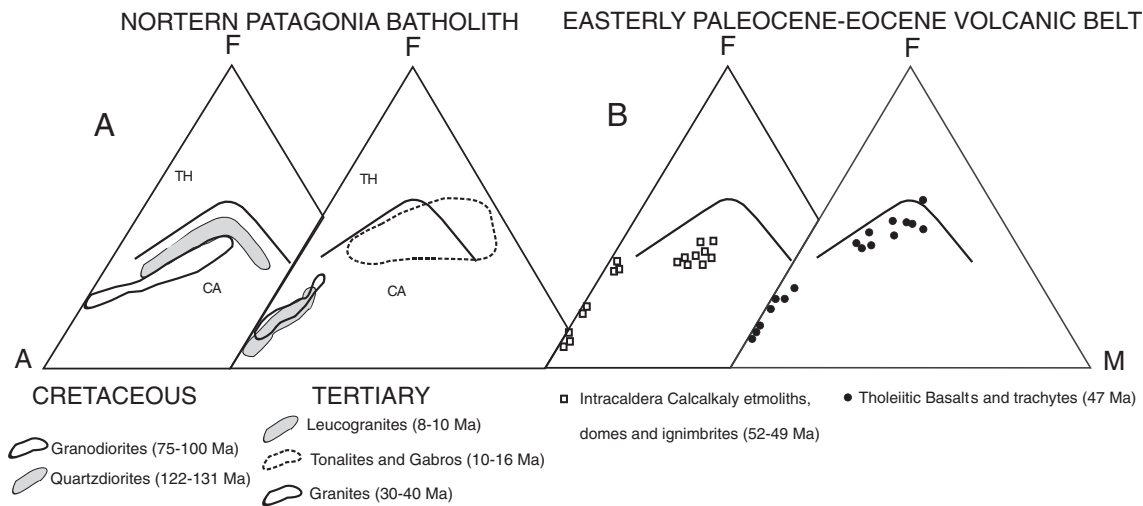 NORTERN PATAGONIA BATHOLITH
EASTERLY PALEOCENE-EOCENE VOLCANIC BELT
F
F
F
F
A
B
TH
TH
CA
CA
A
M
CRETACEOUS
Granodiorites (75-100 Ma)
Quartzdiorites (122-131 Ma)
TERTIARY
Leucogranites (8-10 Ma)
Tonalites and Gabros (10-16 Ma)
Granites (30-40 Ma)
Intracaldera Calcalkaly etmoliths,
domes and ignimbrites (52-49 Ma)
Tholeiitic Basalts and trachytes (47 Ma)